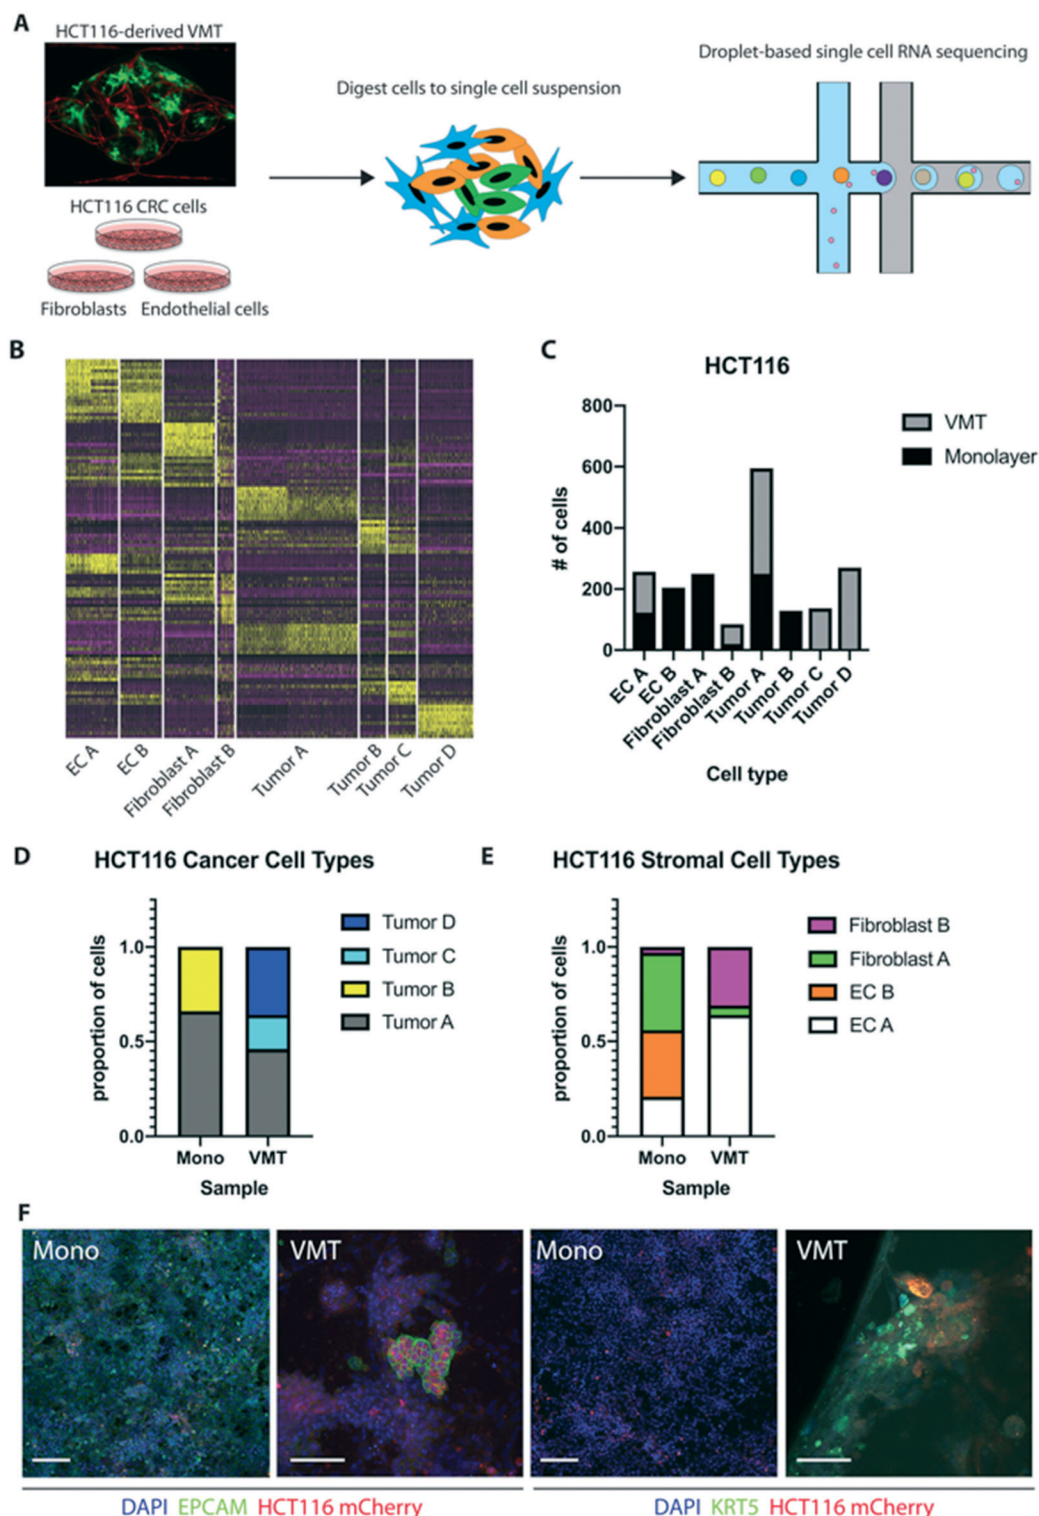 A
HCT116-derived VMT
Digest cells to single cell suspension
Droplet-based single cell RNA sequencing
HCT116 CRC cells
Fibroblasts
Endothelial cells
B
EC A
EC B
Fibroblast A
Fibroblast B
Tumor A
Tumor B
Tumor C
Tumor D
C
HCT116
# of cells
800
600
400
200
0
EC A
EC B
Fibroblast A
Fibroblast B
Tumor A
Tumor B
Tumor C
Tumor D
Cell type
VMT
Monolayer
D
HCT116 Cancer Cell Types
proportion of cells
1.0
0.5
0.0
Mono
VMT
Sample
Tumor D
Tumor C
Tumor B
Tumor A
E
HCT116 Stromal Cell Types
proportion of cells
1.0
0.5
0.0
Mono
VMT
Sample
Fibroblast B
Fibroblast A
EC B
EC A
F
Mono
VMT
Mono
VMT
DAPI EPCAM HCT116 mCherry
DAPI KRT5 HCT116 mCherry